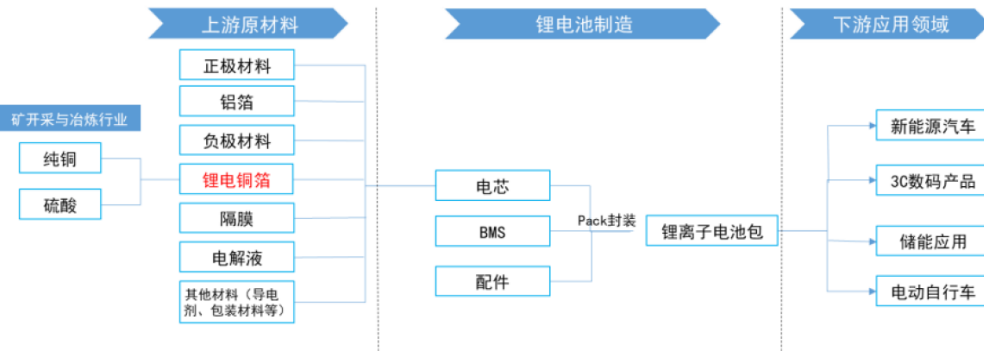 上游原材料
锂电池制造
下游应用领域
矿开采与冶炼行业
纯铜
硫酸
正极材料
铝箔
负极材料
锂电铜箔
隔膜
电解液
其他材料（导电
剂、包装材料等）
电芯
BMS
配件
Pack封装
锂离子电池包
新能源汽车
3C数码产品
储能应用
电动自行车